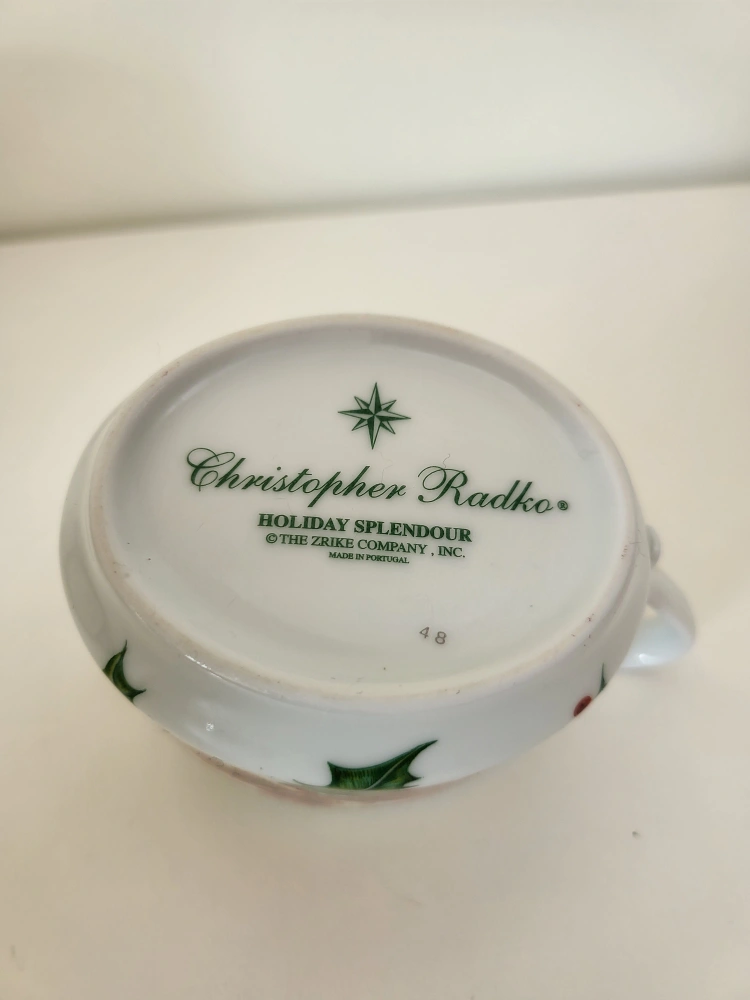 Christopher Radko®
HOLIDAY SPLENDOUR
© THE ZRIKE COMPANY , INC.
MADE IN PORTUGAL
48